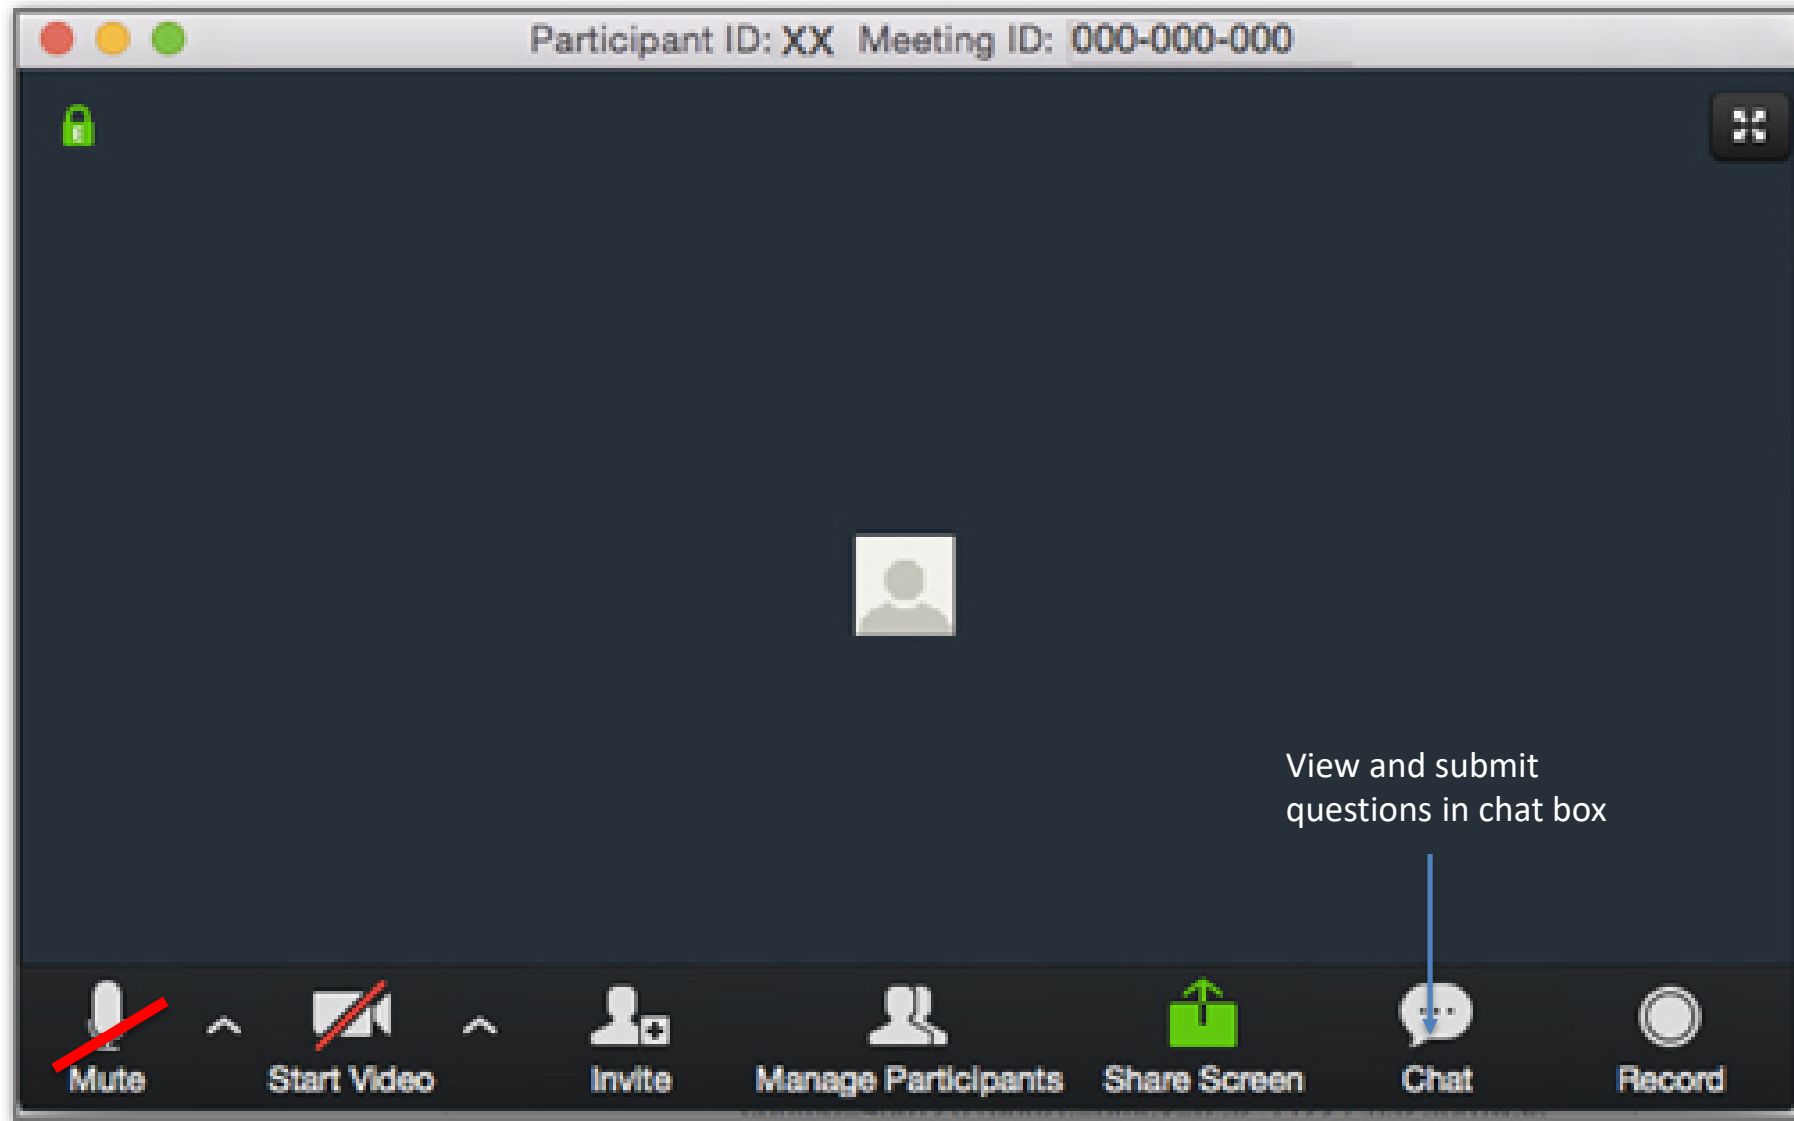 Participant ID: XX Meeting ID: 000-000-000
View and submit
questions in chat box
Mute Start Video Invite Manage Participants Share Screen Chat Record